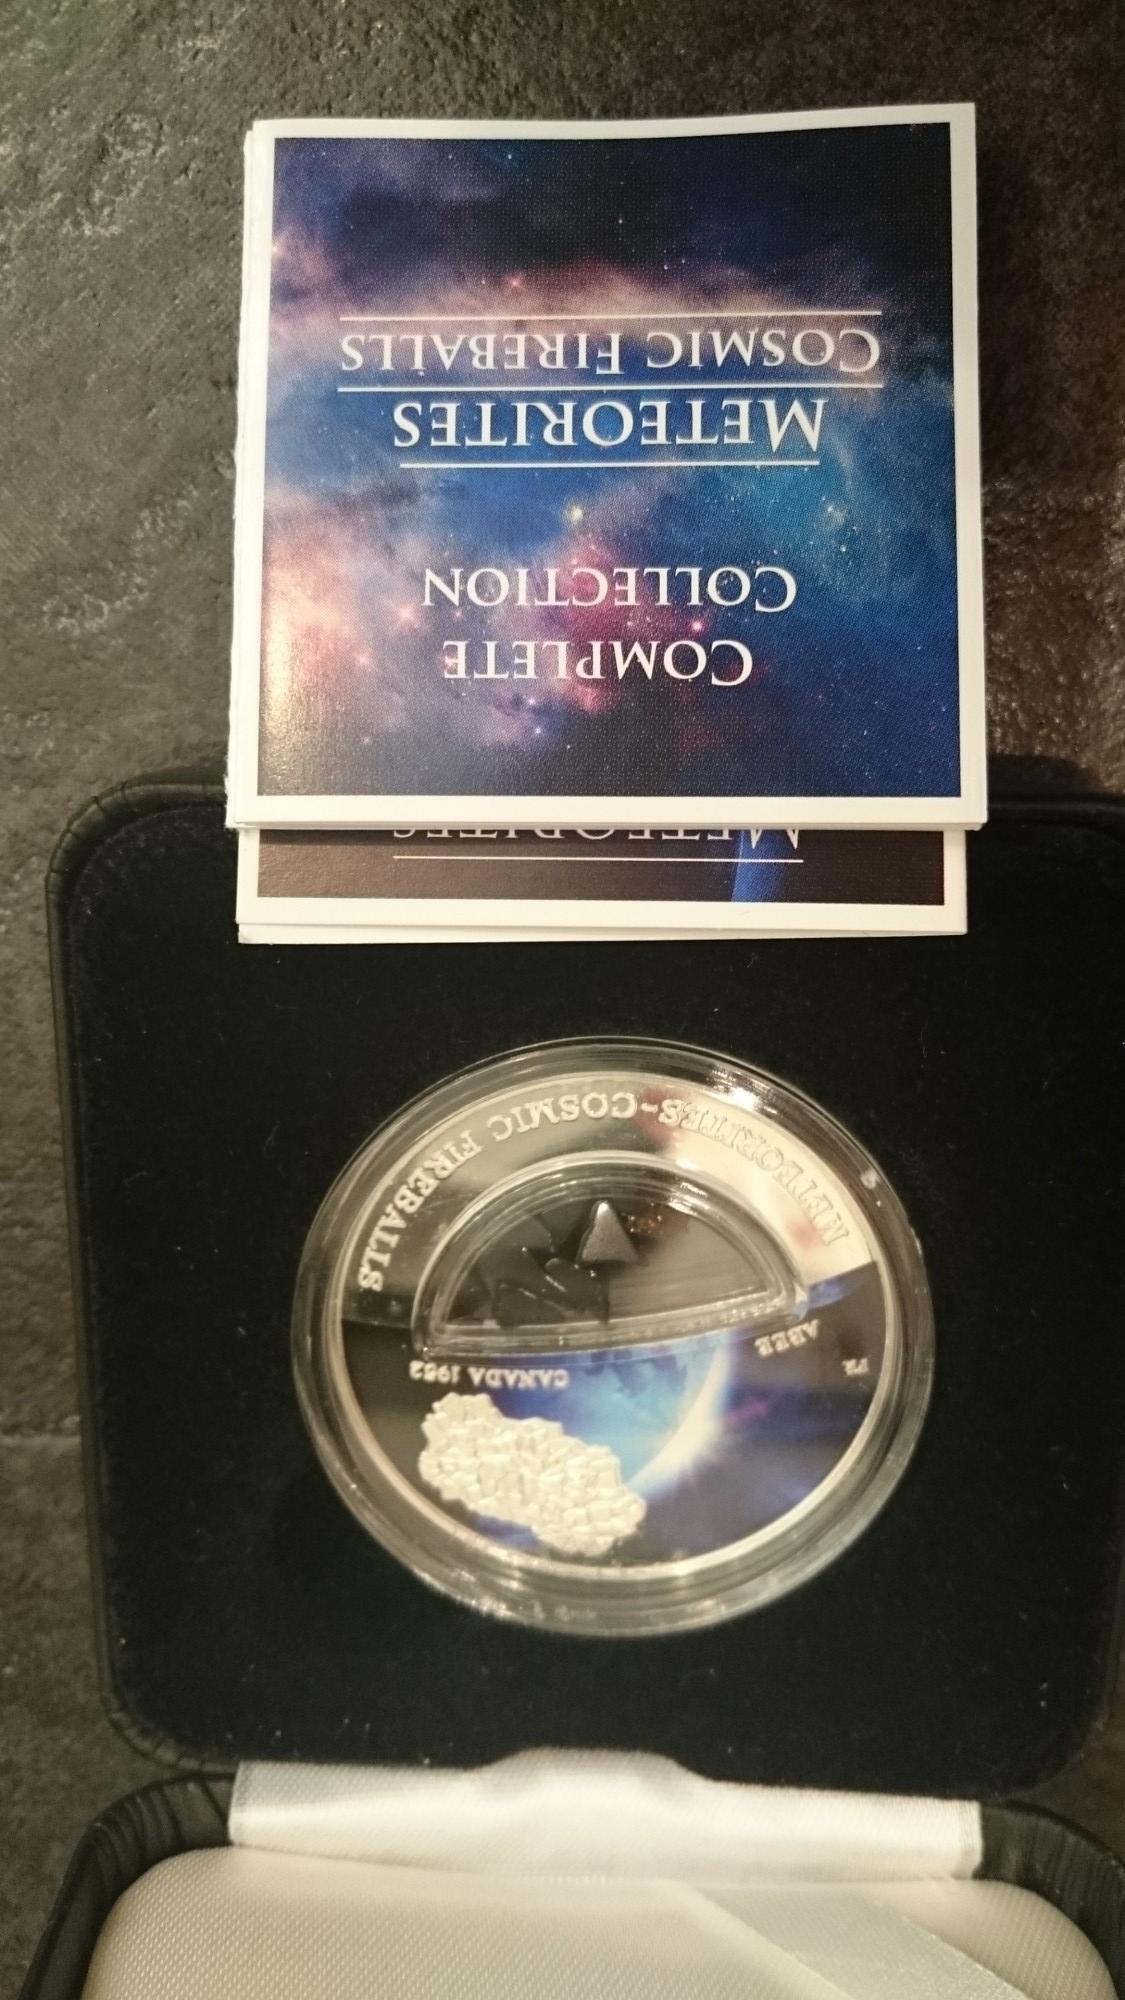 COMPLETE
COLLECTION
METEORITES
COSMIC FIREBALLS
METEORITES
CANADA 1952
ABEE
METEORITES-COSMIC FIREBALLS